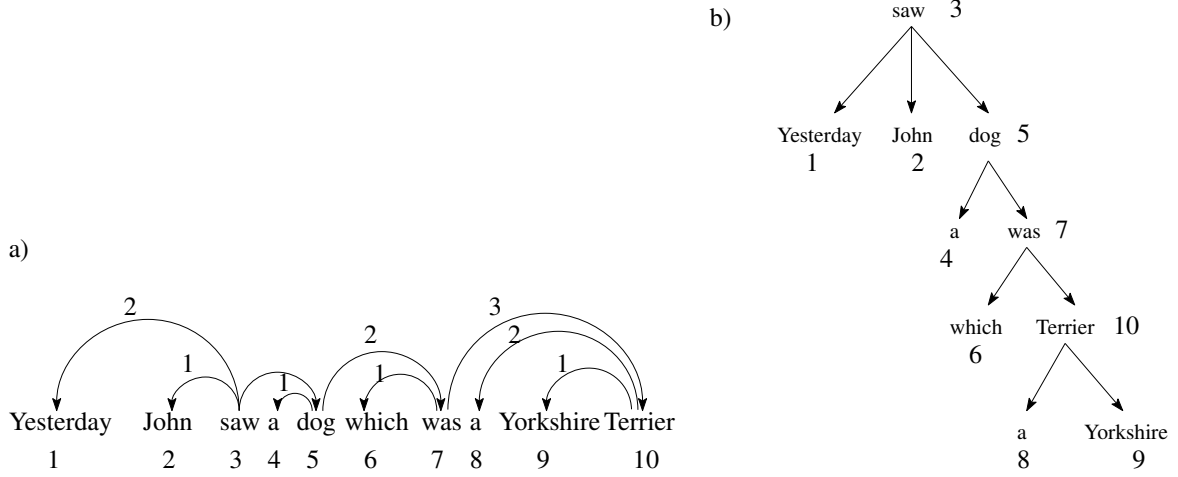 a)
2
1
1
2
1
3
2
1
Yesterday John saw a dog which was a Yorkshire Terrier
1 2 3 4 5 6 7 8 9 10
b)
saw 3
Yesterday John dog 5
1 2
a was 7
4
which Terrier 10
6
a Yorkshire
8 9